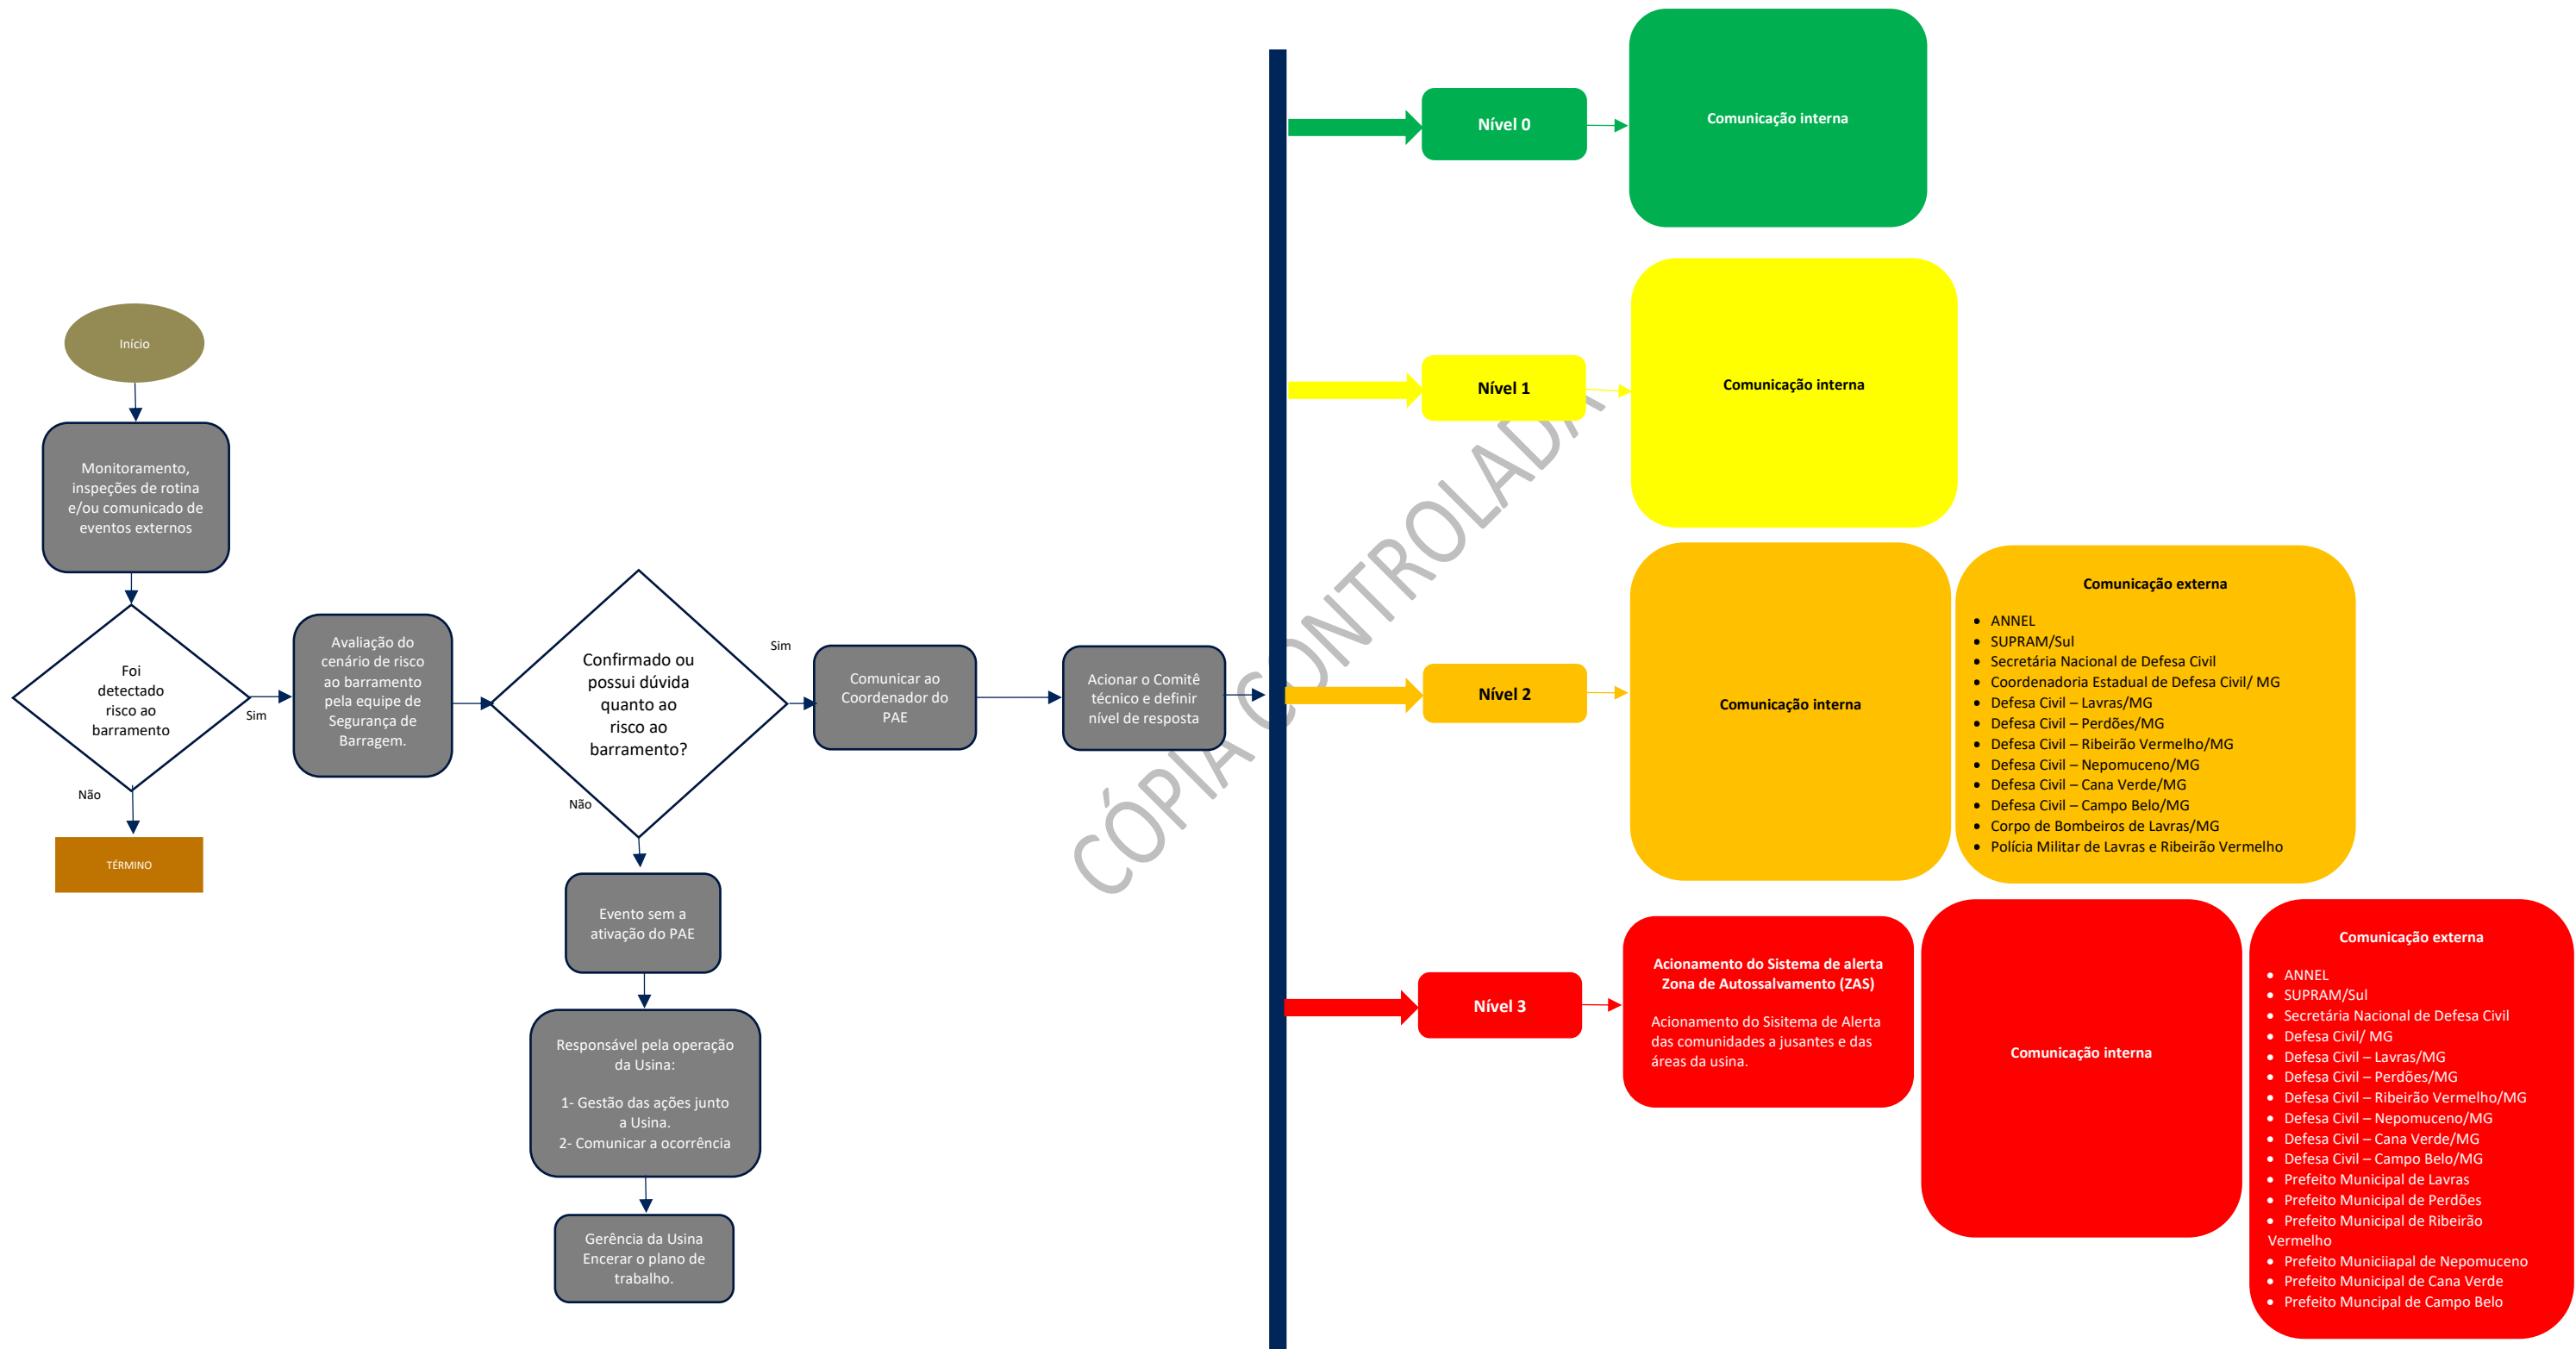 Início
Monitoramento,
inspeções de rotina
e/ou comunicado de
eventos externos
Foi
detectado
risco ao
barramento
Sim
Não
TÉRMINO
Avaliação do
cenário de risco
ao barramento
pela equipe de
Segurança de
Barragem.
Confirmado ou
possui dúvida
quanto ao
risco ao
barramento?
Sim
Não
Evento sem a
ativação do PAE
Responsável pela operação
da Usina:
1- Gestão das ações junto
a Usina.
2- Comunicar a ocorrência
Gerência da Usina
Encerar o plano de
trabalho.
Comunicar ao
Coordenador do
PAE
Acionar o Comitê
técnico e definir
nível de resposta
CÓPIA CONTROLADA
Nível 0
Comunicação interna
Nível 1
Comunicação interna
Nível 2
Comunicação interna
Comunicação externa
• ANNEL
• SUPRAM/Sul
• Secretária Nacional de Defesa Civil
• Coordenadoria Estadual de Defesa Civil/ MG
• Defesa Civil – Lavras/MG
• Defesa Civil – Perdões/MG
• Defesa Civil – Ribeirão Vermelho/MG
• Defesa Civil – Nepomuceno/MG
• Defesa Civil – Cana Verde/MG
• Defesa Civil – Campo Belo/MG
• Corpo de Bombeiros de Lavras/MG
• Polícia Militar de Lavras e Ribeirão Vermelho
Nível 3
Acionamento do Sistema de alerta
Zona de Autossalvamento (ZAS)
Acionamento do Sisitema de Alerta
das comunidades a jusantes e das
áreas da usina.
Comunicação interna
Comunicação externa
• ANNEL
• SUPRAM/Sul
• Secretária Nacional de Defesa Civil
• Defesa Civil/ MG
• Defesa Civil – Lavras/MG
• Defesa Civil – Perdões/MG
• Defesa Civil – Ribeirão Vermelho/MG
• Defesa Civil – Nepomuceno/MG
• Defesa Civil – Cana Verde/MG
• Defesa Civil – Campo Belo/MG
• Prefeito Municipal de Lavras
• Prefeito Municipal de Perdões
• Prefeito Municipal de Ribeirão
Vermelho
• Prefeito Municiiapal de Nepomuceno
• Prefeito Municipal de Cana Verde
• Prefeito Muncipal de Campo Belo